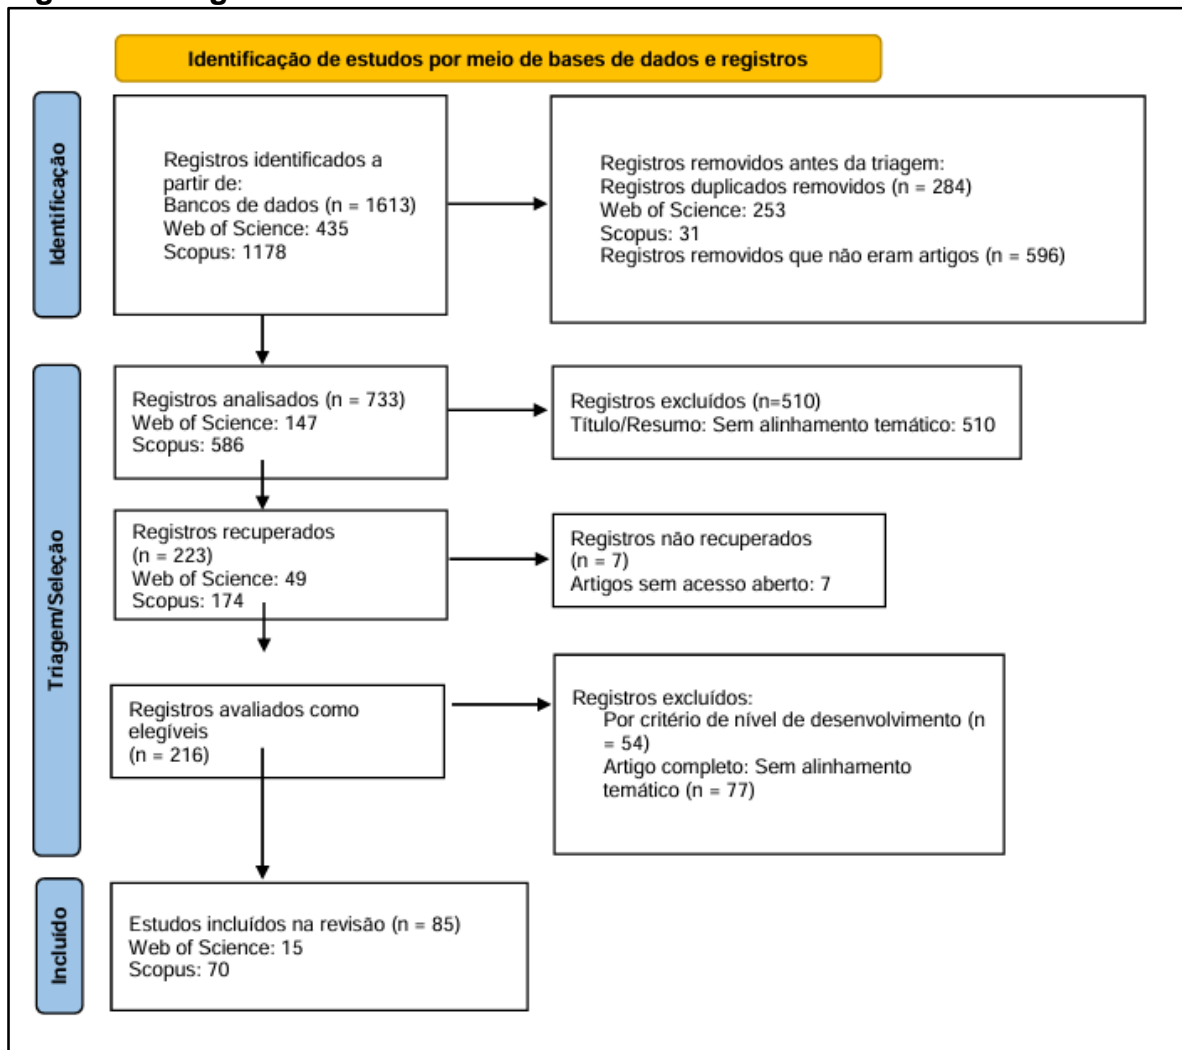 Identificação de estudos por meio de bases de dados e registros
Identificação
Registros identificados a
partir de:
Bancos de dados (n = 1613)
Web of Science: 435
Scopus: 1178
Registros removidos antes da triagem:
Registros duplicados removidos (n = 284)
Web of Science: 253
Scopus: 31
Registros removidos que não eram artigos (n = 596)
Triagem/Seleção
Registros analisados (n = 733)
Web of Science: 147
Scopus: 586
Registros excluídos (n=510)
Título/Resumo: Sem alinhamento temático: 510
Registros recuperados
(n = 223)
Web of Science: 49
Scopus: 174
Registros não recuperados
(n = 7)
Artigos sem acesso aberto: 7
Registros avaliados como
elegíveis
(n = 216)
Registros excluídos:
Por critério de nível de desenvolvimento (n
= 54)
Artigo completo: Sem alinhamento
temático (n = 77)
Incluído
Estudos incluídos na revisão (n = 85)
Web of Science: 15
Scopus: 70